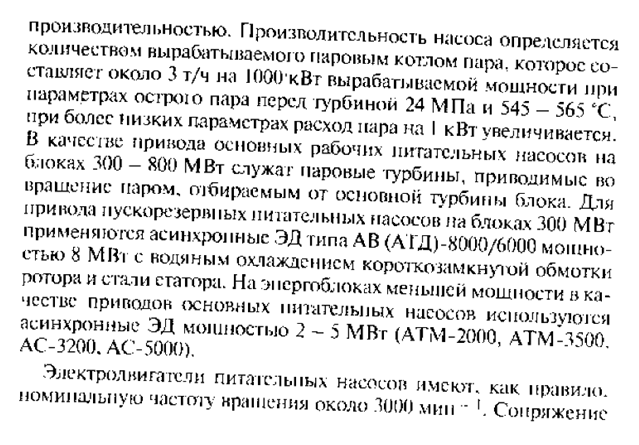 производительностью. Производительность насоса определяется
количеством вырабатываемого паровым котлом пара, которое со-
ставляет около 3 т/ч на 1000 кВт вырабатываемой мощности при
параметрах острого пара перед турбиной 24 МПа и 545 – 565 °С,
при более низких параметрах расход пара на 1 кВт увеличивается.
В качестве привода основных рабочих питательных насосов на
блоках 300 – 800 МВт служат паровые турбины, приводимые во
вращение паром, отбираемым от основной турбины блока. Для
привода пускорезервных питательных насосов на блоках 300 МВт
применяются асинхронные ЭД типа АВ (АТД)-8000/6000 мощно-
стью 8 МВт с водяным охлаждением короткозамкнутой обмотки
ротора и стали статора. На энергоблоках меньшей мощности в ка-
честве приводов основных питательных насосов используются
асинхронные ЭД мощностью 2 – 5 МВт (АТМ-2000, АТМ-3500,
АС-3200, АС-5000).
Электродвигатели питательных насосов имеют, как правило,
номинальную частоту вращения около 3000 мин⁻¹. Сопряжение